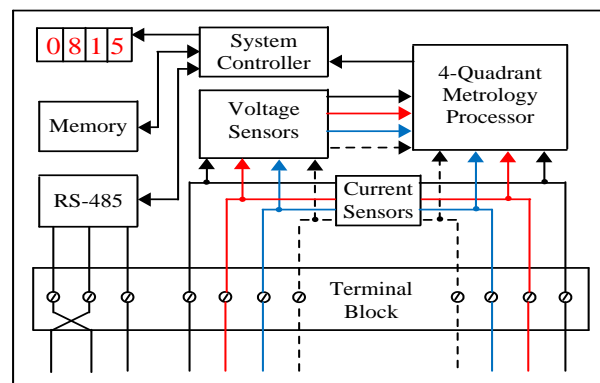 0815
System
Controller
4-Quadrant
Metrology
Processor
Memory
Voltage
Sensors
RS-485
Current
Sensors
Terminal
Block